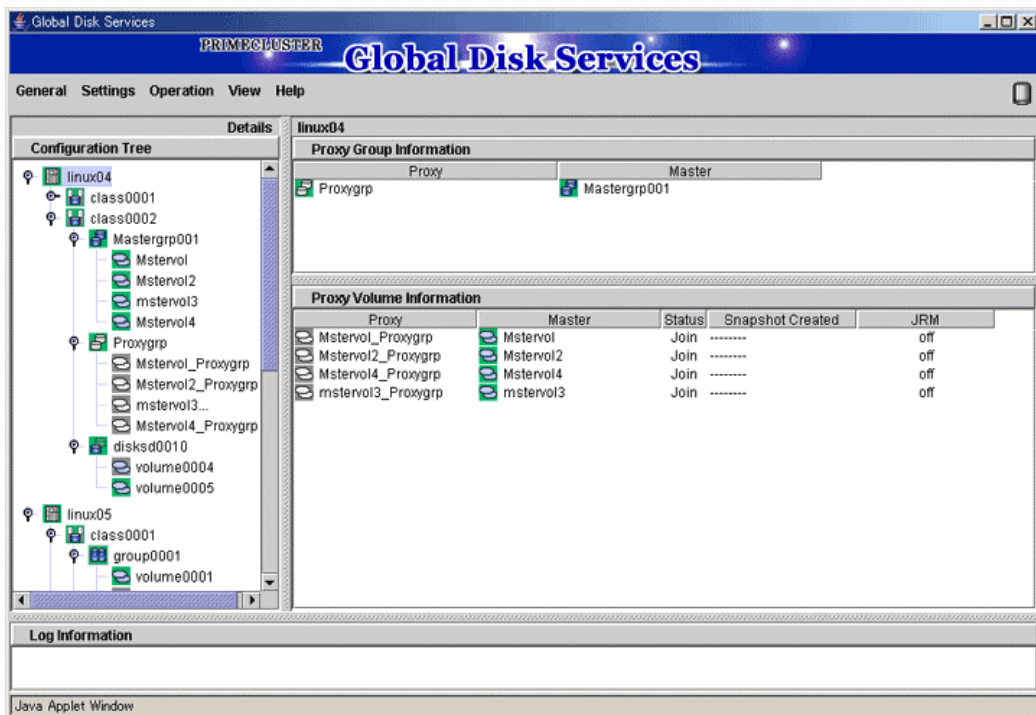 Global Disk Services
PRIMECLUSTER
Global Disk Services
General Settings Operation View Help
Details
Configuration Tree
linux04
class0001
class0002
Mastergrp001
Mstervol
Mstervol2
mstervol3
Mstervol4
Proxygrp
Mstervol_Proxygrp
Mstervol2_Proxygrp
mstervol3...
Mstervol4_Proxygrp
disksd0010
volume0004
volume0005
linux05
class0001
group0001
volume0001
linux04
Proxy Group Information
Proxy Master
Proxygrp Mastergrp001
Proxy Volume Information
Proxy Master Status Snapshot Created JRM
Mstervol_Proxygrp Mstervol Join -------- off
Mstervol2_Proxygrp Mstervol2 Join -------- off
Mstervol4_Proxygrp Mstervol4 Join -------- off
mstervol3_Proxygrp mstervol3 Join -------- off
Log Information
Java Applet Window